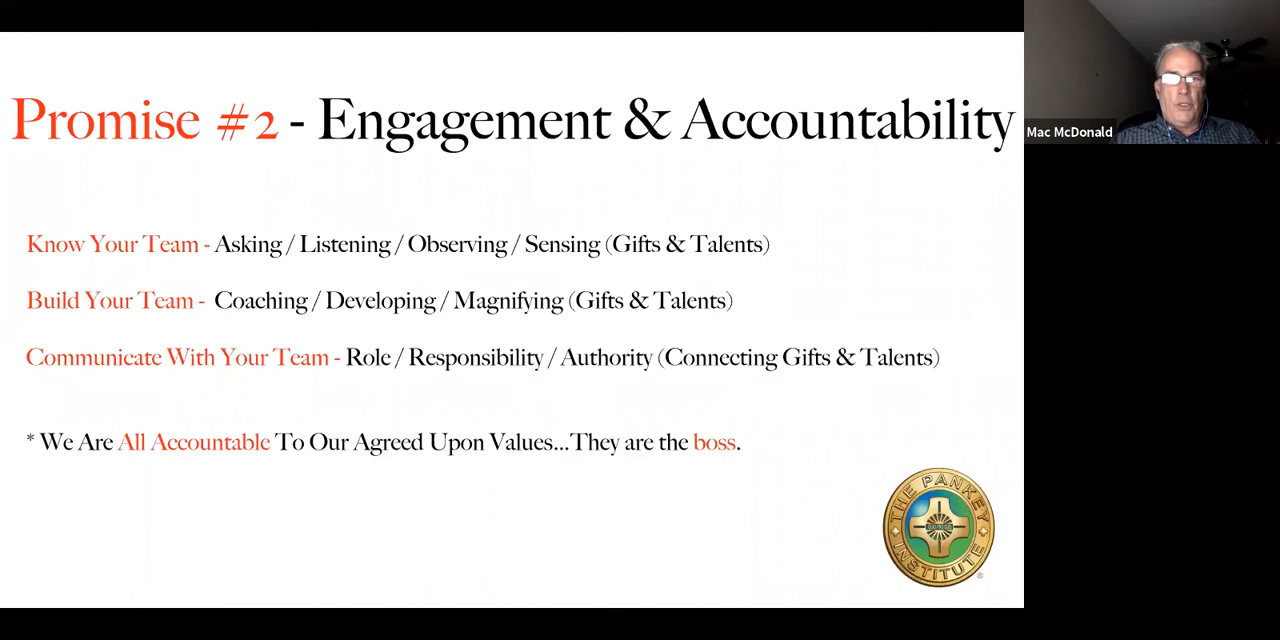 Promise #2 - Engagement & Accountability
Mac McDonald
Know Your Team - Asking / Listening / Observing / Sensing (Gifts & Talents)
Build Your Team - Coaching / Developing / Magnifying (Gifts & Talents)
Communicate With Your Team - Role / Responsibility / Authority (Connecting Gifts & Talents)
* We Are All Accountable To Our Agreed Upon Values...They are the boss.
THE PANKEY
INSTITUTE
®